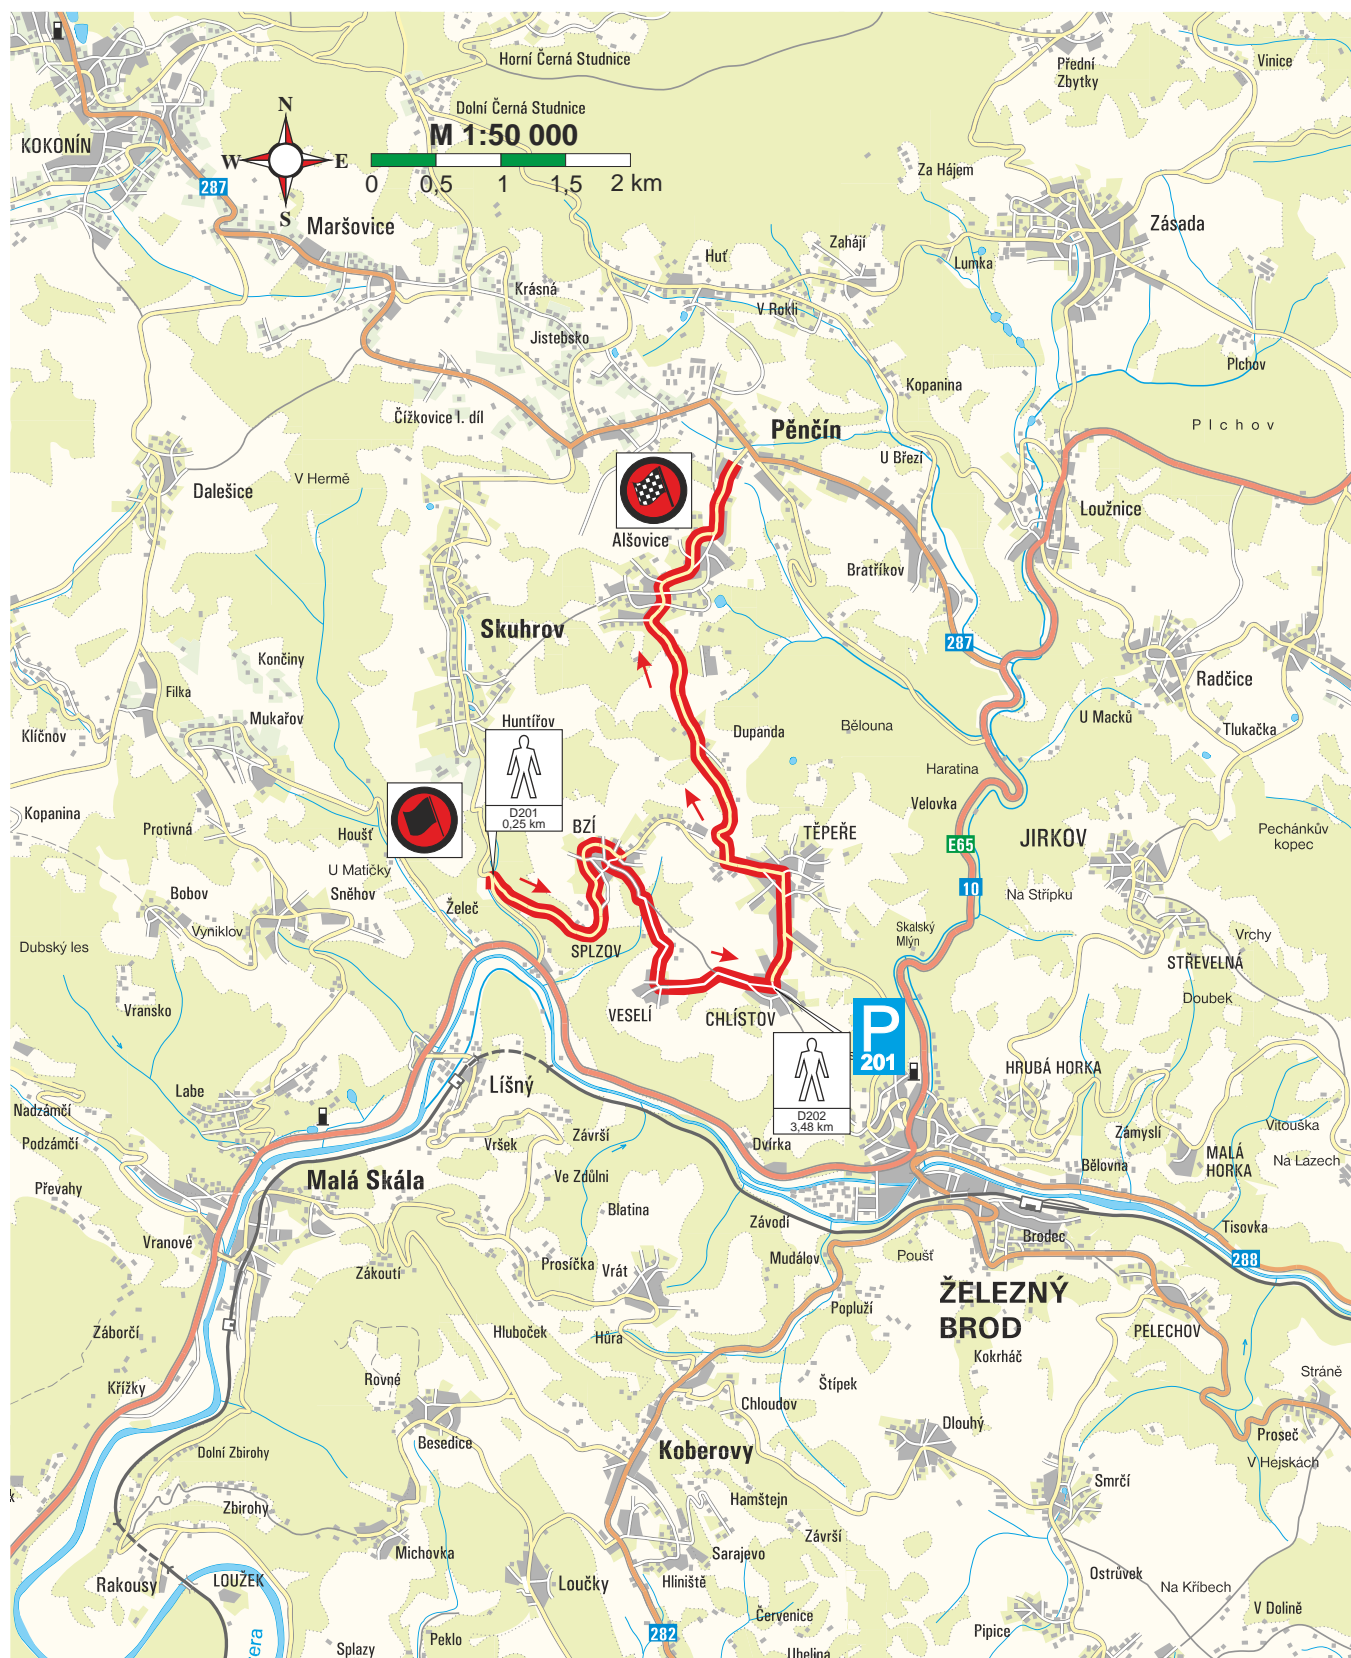 Horní Černá Studnice
Přední
Zbytky
Vinice
Dolní Černá Studnice
M 1:50 000
0 0,5 1 1,5 2 km
N
W E
S
KOKONÍN
287
Maršovice
Za Hájem
Zásada
Zahájí
Huť
Lumka
Krásná
V Rokli
Jistebsko
Plchov
Kopanina
Čížkovice I. díl
Pěnčín
Plchov
U Březí
V Hermě
Dalešice
Loužnice
Alšovice
Bratříkov
Skuhrov
287
Končiny
Radčice
Filka
Mukařov
U Macků
Klíčnov
Huntířov
Dupanda
Bělouna
Tlukačka
Haratina
Velovka
D201
0,25 km
Kopanina
Protivná
Houšť
BZÍ
TĚPEŘE
JIRKOV
Pechánkův
kopec
E65
U Matičky
10
Bobov
Sněhov
Na Střípku
Želeč
Vyniklov
Skalský
Mlýn
Vrchy
Dubský les
SPLZOV
STŘEVELNÁ
Doubek
Vransko
VESELÍ
CHLÍSTOV
P
201
Líšný
HRUBÁ HORKA
Labe
Nadzámčí
D202
3,48 km
Podzámčí
Vršek
Závrší
Dvírka
Zámyslí
Vitouška
MALÁ
HORKA
Na Lazech
Bělovna
Malá Skála
Ve Zdůlni
Převahy
Blatina
Závodí
Tisovka
Vranové
Brodec
Mudálov
Poušť
288
Prosíčka
Vrát
Zákoutí
ŽELEZNÝ
BROD
Popluží
Záborčí
Hluboček
Hůra
PELECHOV
Kokrháč
Rovné
Křížky
Štípek
Stráně
Chloudov
Dlouhý
Proseč
Besedice
Koberovy
Dolní Zbirohy
V Hejskách
Smrčí
Zbirohy
Hamštejn
Závrší
Michovka
Sarajevo
Rakousy
LOUŽEK
Loučky
Hliniště
Ostrůvek
Na Kříbech
Červenice
V Dolině
Pipice
282
Peklo
Splazy